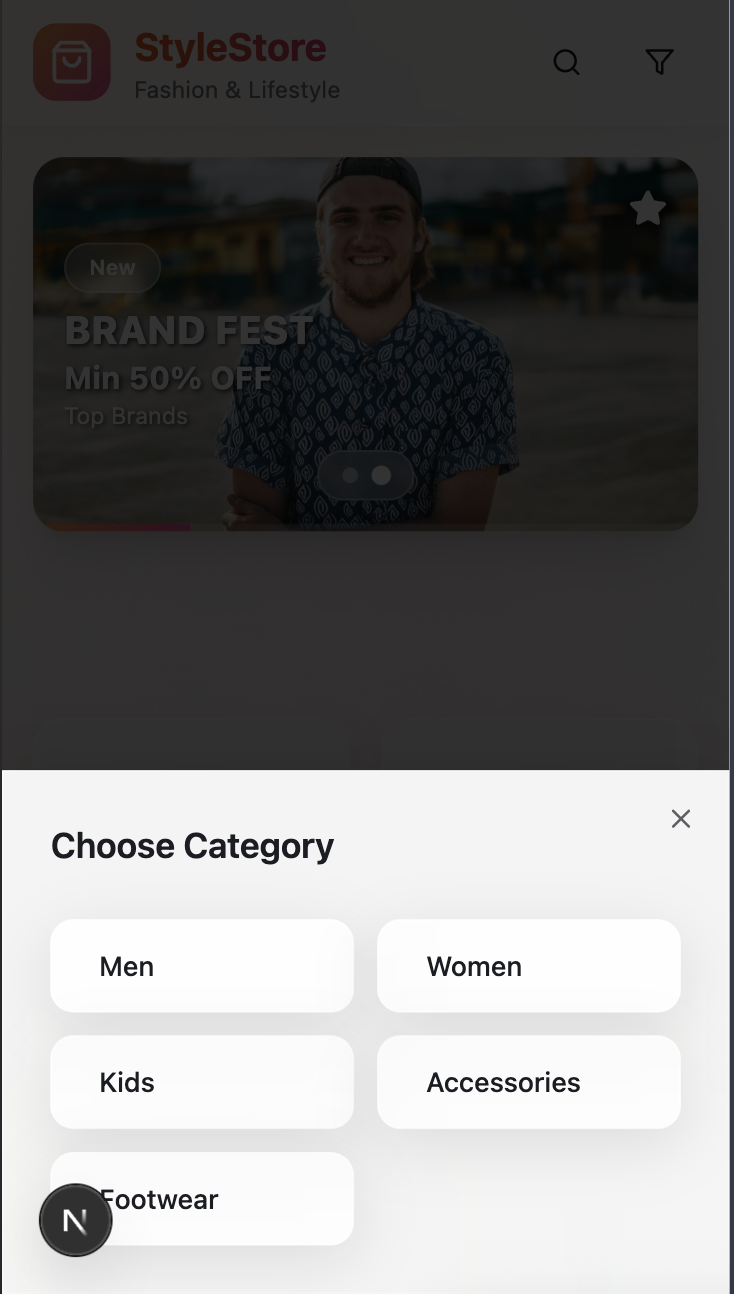 StyleStore
Fashion & Lifestyle
New
BRAND FEST
Min 50% OFF
Top Brands
Choose Category
Men
Women
Kids
Accessories
Footwear
N